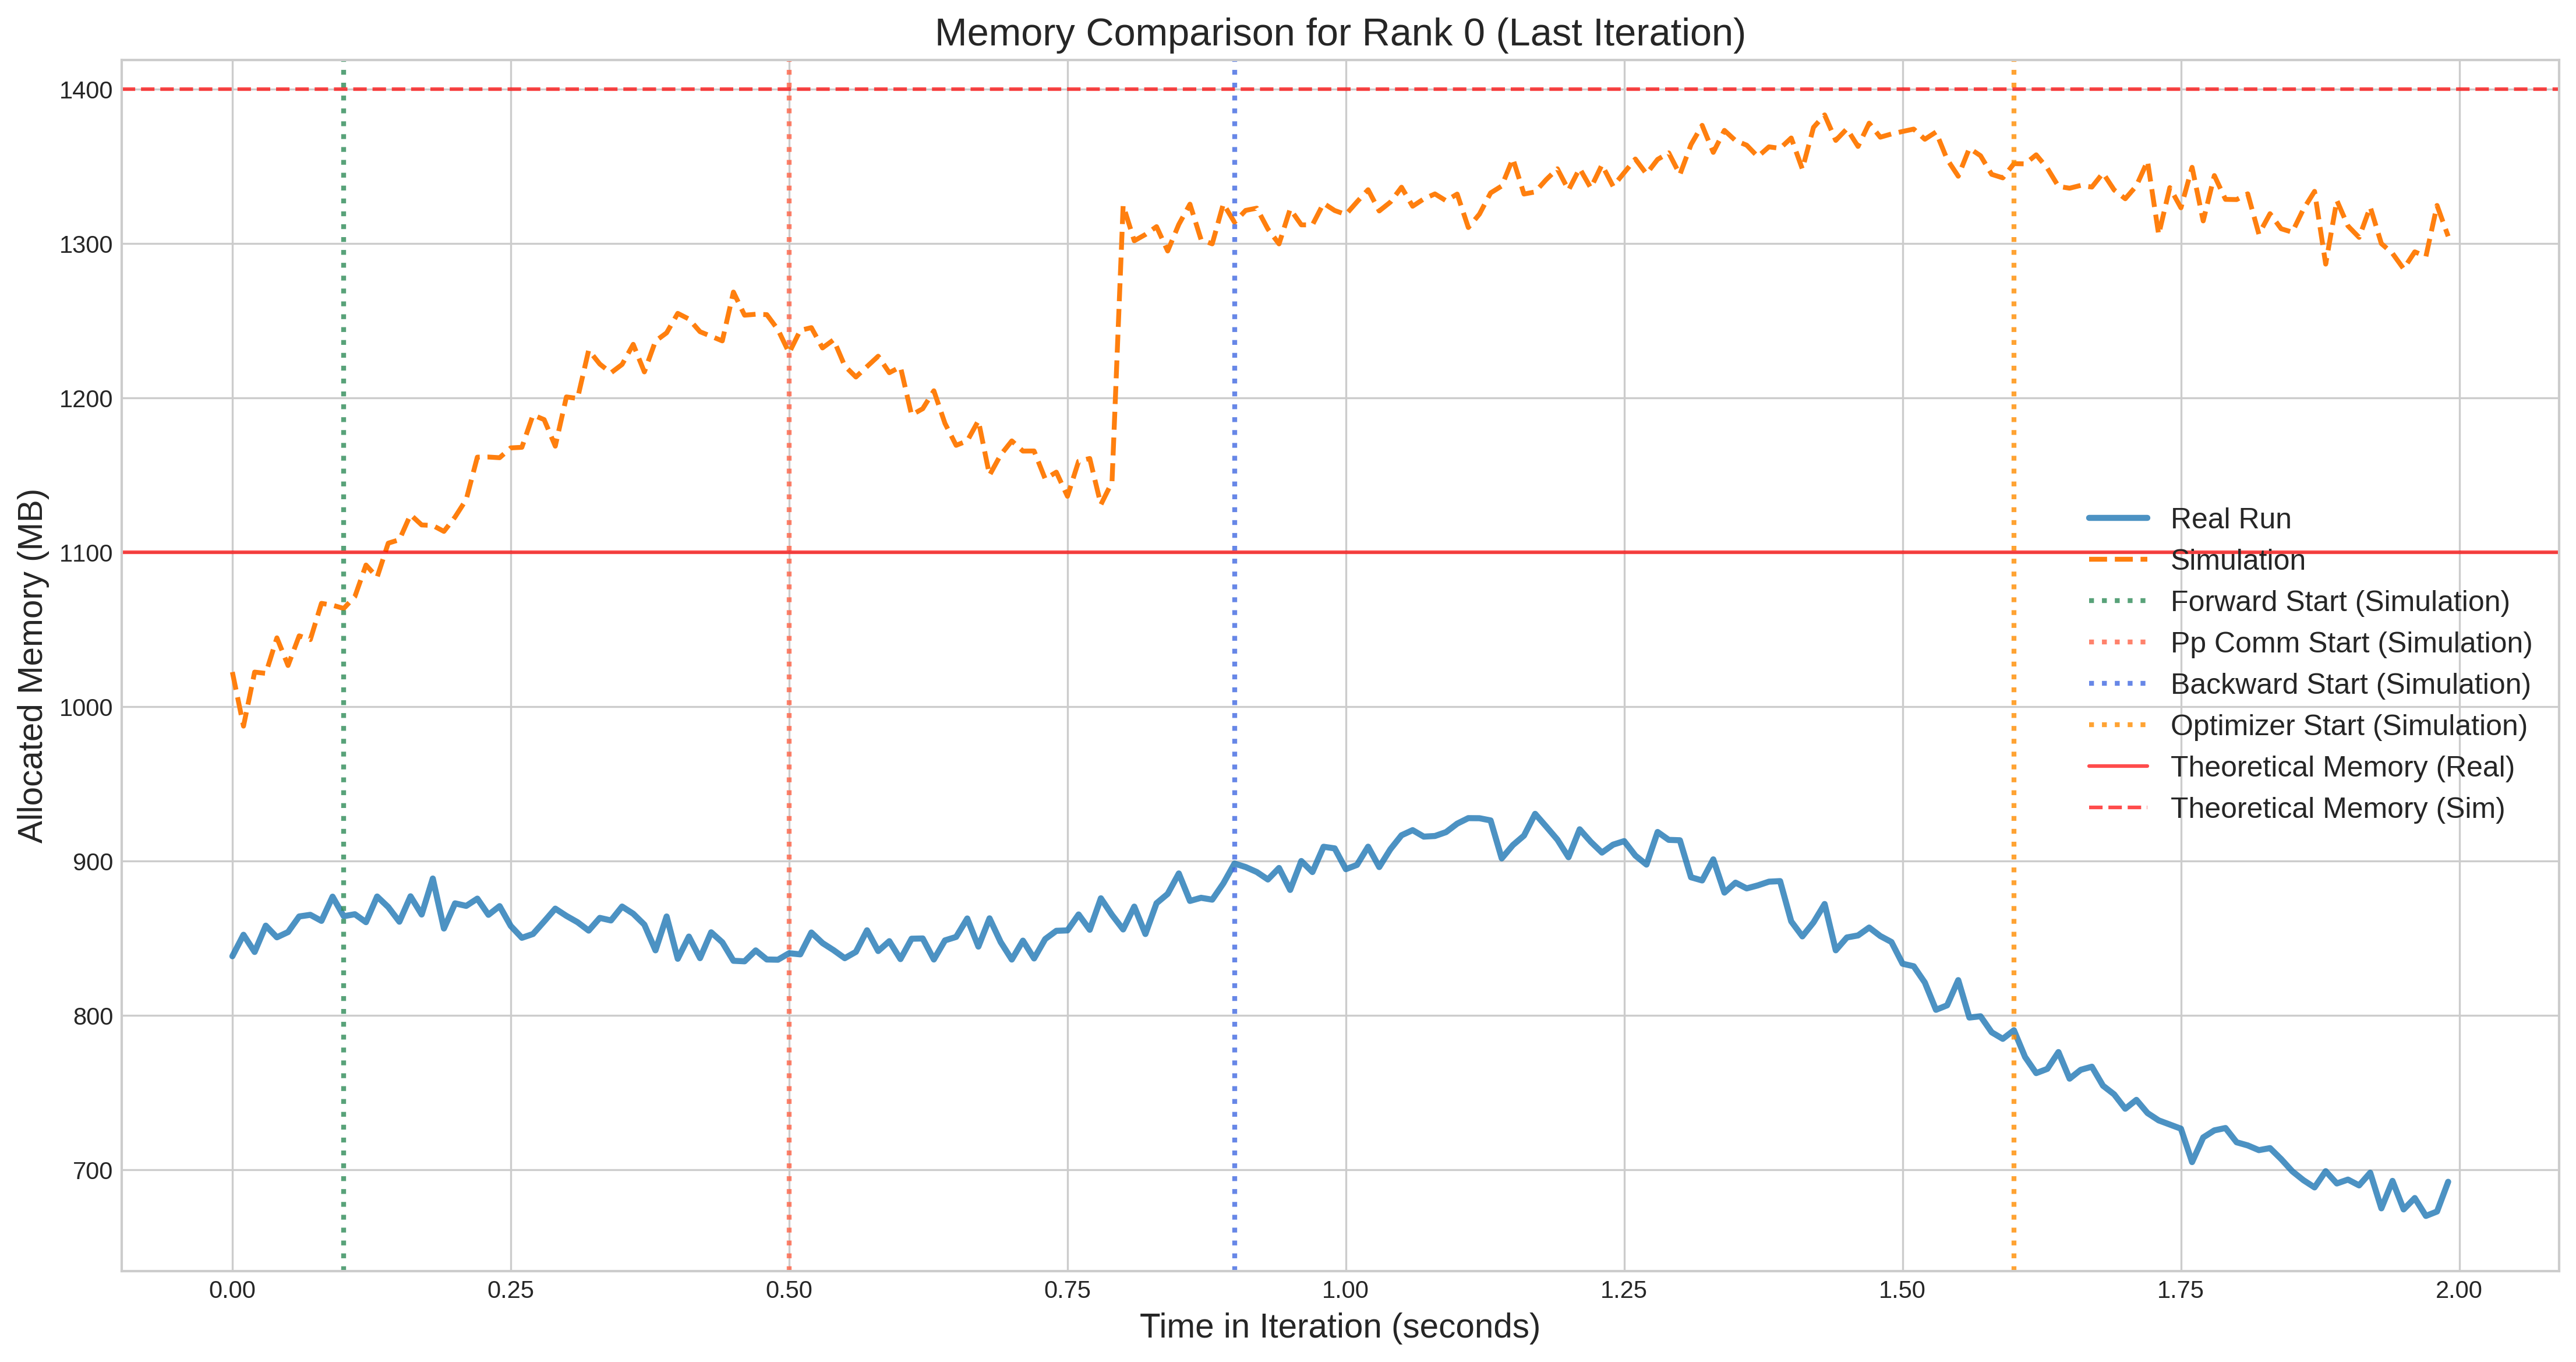 Memory Comparison for Rank 0 (Last Iteration)
Allocated Memory (MB)
1400
1300
1200
1100
1000
900
800
700
Real Run
Simulation
Forward Start (Simulation)
Pp Comm Start (Simulation)
Backward Start (Simulation)
Optimizer Start (Simulation)
Theoretical Memory (Real)
Theoretical Memory (Sim)
0.00 0.25 0.50 0.75 1.00 1.25 1.50 1.75 2.00
Time in Iteration (seconds)